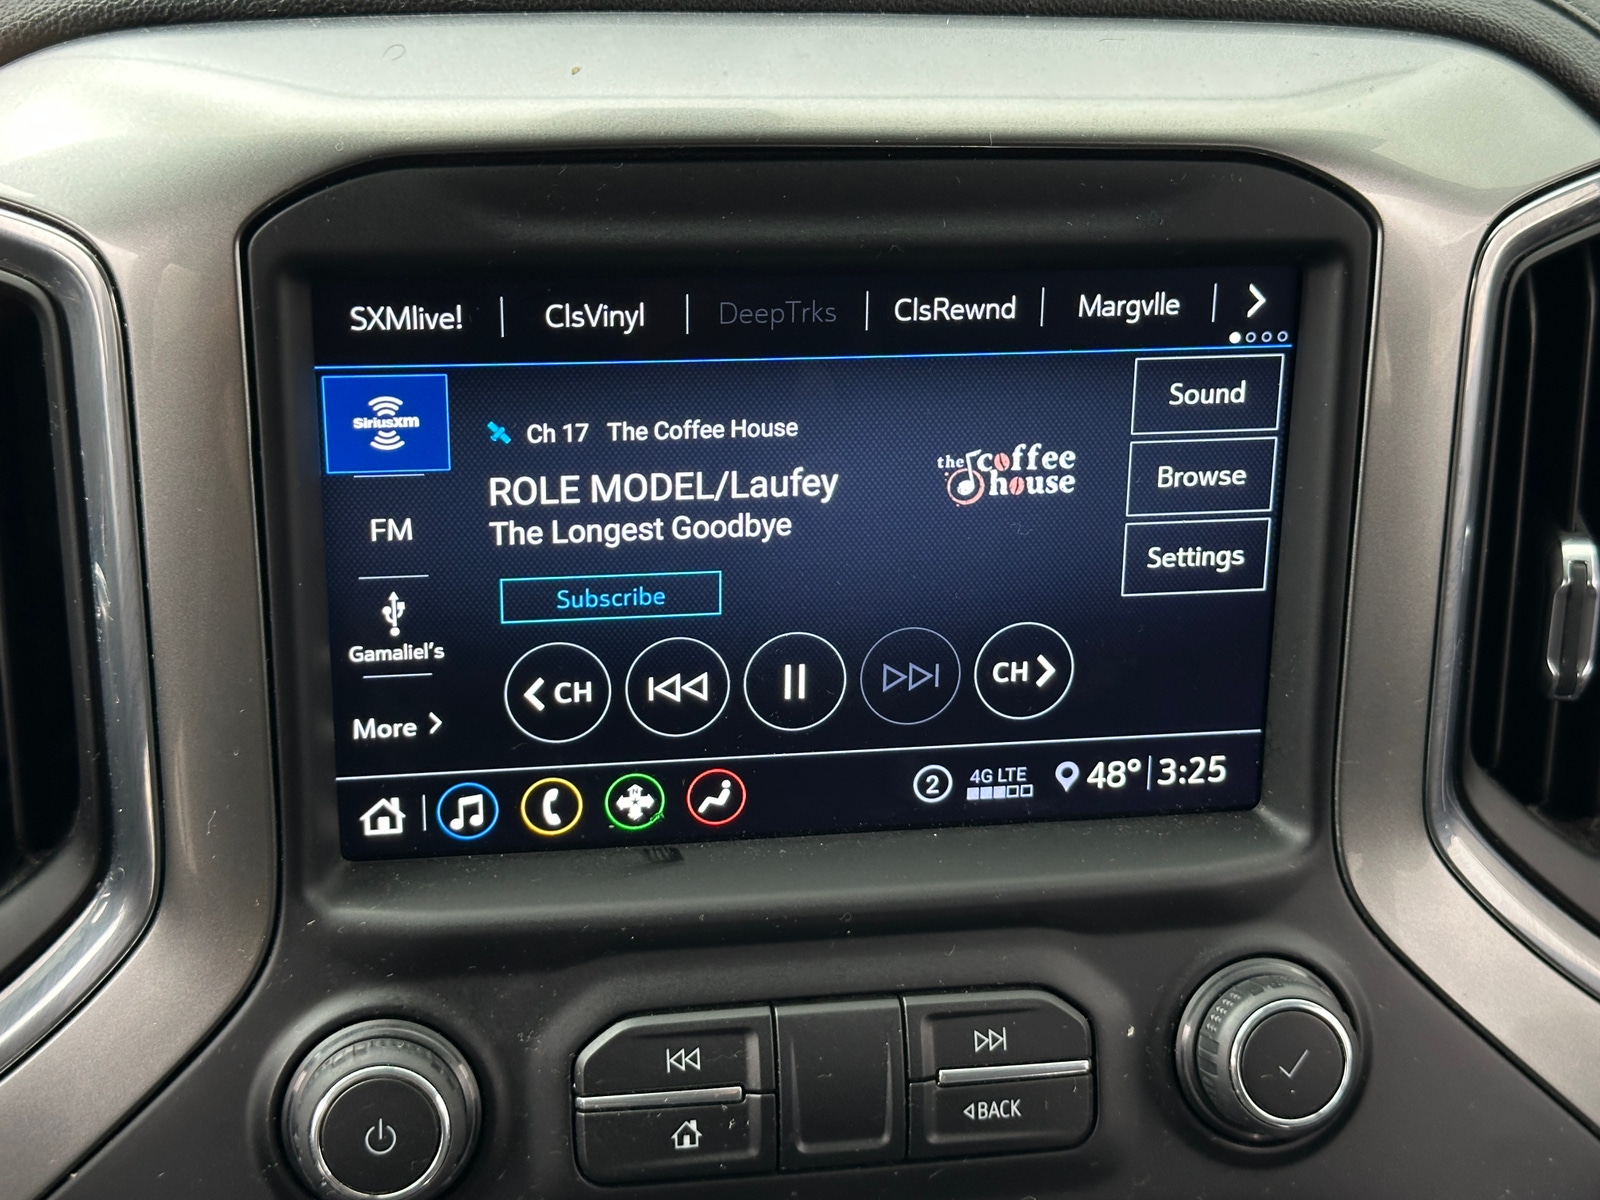 SXMlive! ClsVinyl DeepTrks ClsRewnd Margvlle
SiriusXM
Ch 17 The Coffee House
ROLE MODEL/Laufey
The Longest Goodbye
Subscribe
the coffee
house
Sound
Browse
Settings
FM
Gamaliel's
More
CH
CH
N
2 4G LTE 48° 3:25
BACK